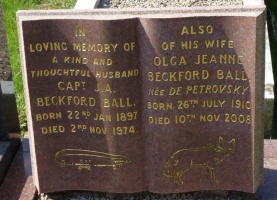 IN
LOVING MEMORY OF
A KIND AND
THOUGHTFUL HUSBAND
CAPT J.A.
BECKFORD BALL.
BORN 22ND JAN 1897
DIED 2ND NOV 1974.
ALSO
OF HIS WIFE
OLGA JEANNE
BECKFORD BALL,
NÉE DE PETROVSKY
BORN. 26TH JULY 1910
DIED 10TH NOV. 2008